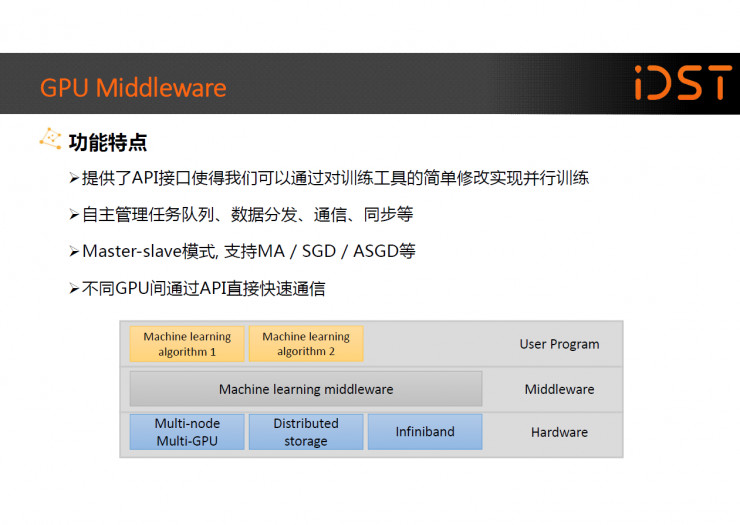 GPU Middleware
iDST
功能特点
➢提供了API接口使得我们可以通过对训练工具的简单修改实现并行训练
➢自主管理任务队列、数据分发、通信、同步等
➢Master-slave模式, 支持MA / SGD / ASGD等
➢不同GPU间通过API直接快速通信
Machine learning
algorithm 1
Machine learning
algorithm 2
User Program
Machine learning middleware
Middleware
Multi-node
Multi-GPU
Distributed
storage
Infiniband
Hardware